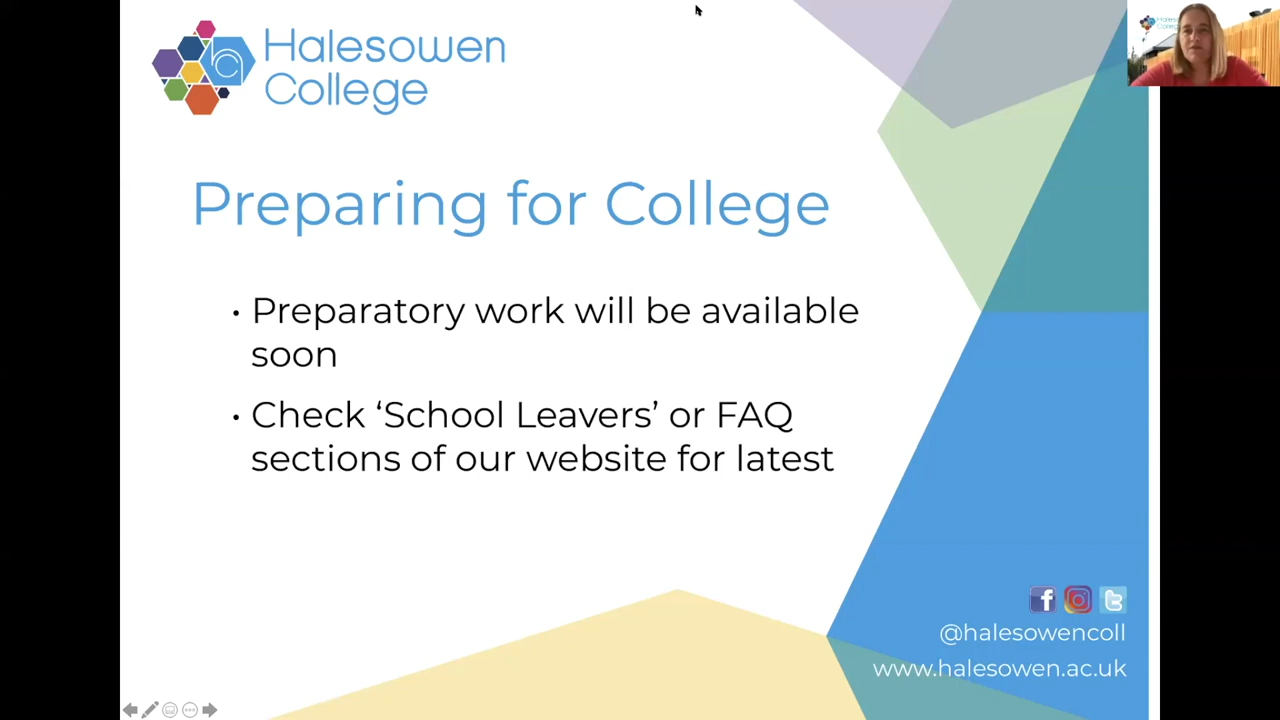 Halesowen
College
Preparing for College
• Preparatory work will be available
soon
• Check ‘School Leavers’ or FAQ
sections of our website for latest
@halesowencoll
www.halesowen.ac.uk